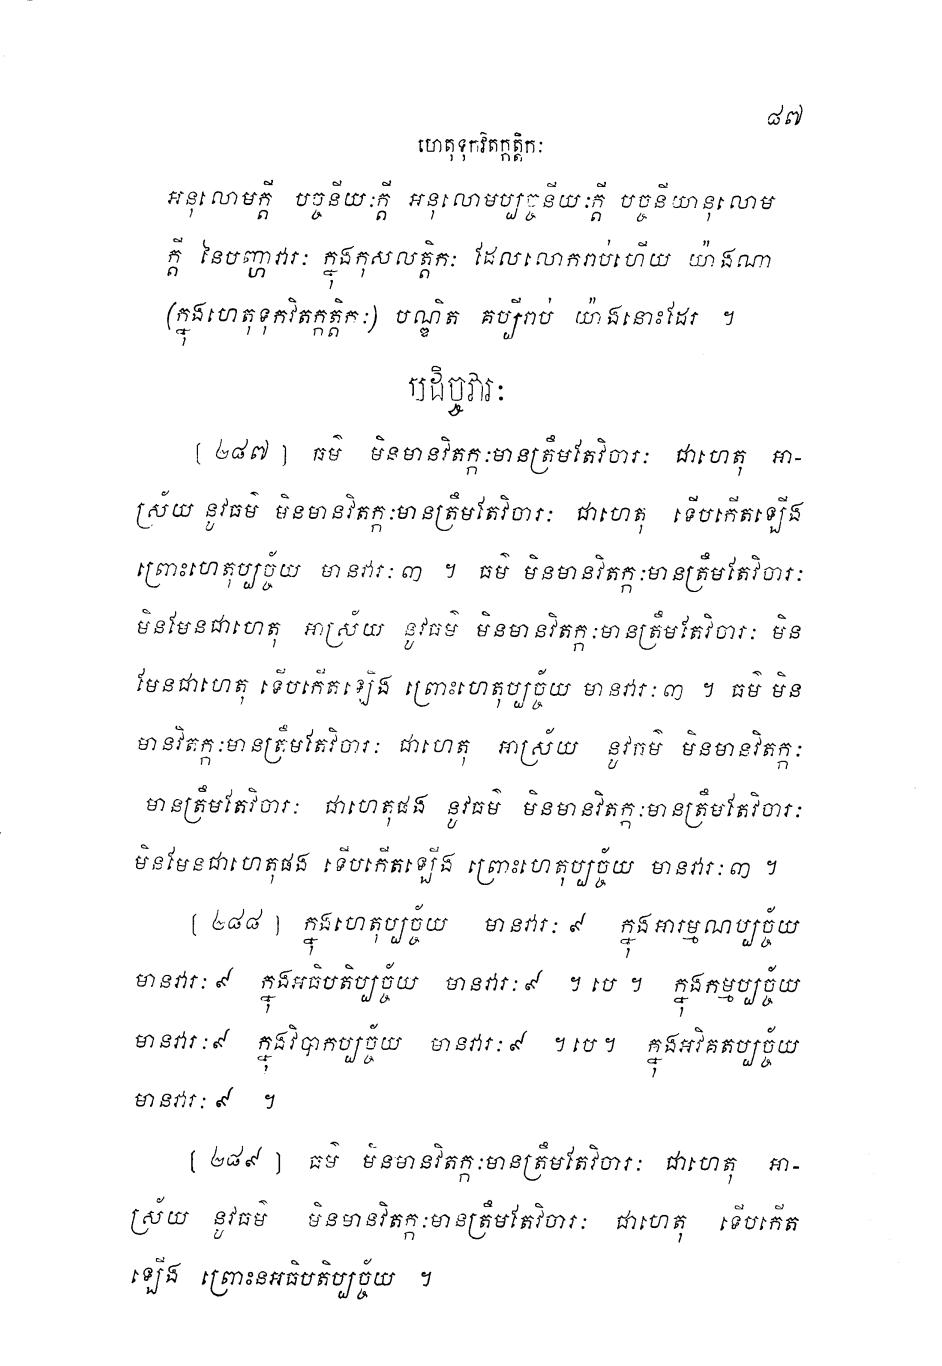 ៨៧
ហេតុទុកវិតក្កត្តិកៈ
អនុលោមក្តី បច្ចនីយៈក្តី អនុលោមប្បច្ចនីយៈក្តី បច្ចនីយានុលោម
ក្តី នៃបញ្ហាវារៈ ក្នុងកុសលត្តិកៈ ដែលលោករាប់ហើយ យ៉ាងណា
(ក្នុងហេតុទុកវិតក្កត្តិកៈ) បណ្ឌិត គប្បីរាប់ យ៉ាងនោះដែរ ។
បដិច្ចវារៈ
[ ២៨៧ ] ធម៌ មិនមានវិតក្កៈមានត្រឹមតែវិចារៈ ជាហេតុ អា-
ស្រ័យ នូវធម៌ មិនមានវិតក្កៈមានត្រឹមតែវិចារៈ ជាហេតុ ទើបកើតឡើង
ព្រោះហេតុប្បច្ច័យ មានវារៈ ៣ ។ ធម៌ មិនមានវិតក្កៈមានត្រឹមតែវិចារៈ
មិនមែនជាហេតុ អាស្រ័យ នូវធម៌ មិនមានវិតក្កៈមានត្រឹមតែវិចារៈ មិន
មែនជាហេតុ ទើបកើតឡើង ព្រោះហេតុប្បច្ច័យ មានវារៈ ៣ ។ ធម៌ មិន
មានវិតក្កៈមានត្រឹមតែវិចារៈ ជាហេតុ អាស្រ័យ នូវធម៌ មិនមានវិតក្កៈ
មានត្រឹមតែវិចារៈ ជាហេតុផង នូវធម៌ មិនមានវិតក្កៈមានត្រឹមតែវិចារៈ
មិនមែនជាហេតុផង ទើបកើតឡើង ព្រោះហេតុប្បច្ច័យ មានវារៈ ៣ ។
[ ២៨៨ ] ក្នុងហេតុប្បច្ច័យ មានវារៈ ៩ ក្នុងអារម្មណប្បច្ច័យ
មានវារៈ ៩ ក្នុងអធិបតិប្បច្ច័យ មានវារៈ ៩ ។ បេ ។ ក្នុងកម្មប្បច្ច័យ
មានវារៈ ៩ ក្នុងវិបាកប្បច្ច័យ មានវារៈ ៩ ។ បេ ។ ក្នុងអវិគតប្បច្ច័យ
មានវារៈ ៩ ។
[ ២៨៩ ] ធម៌ មិនមានវិតក្កៈមានត្រឹមតែវិចារៈ ជាហេតុ អា-
ស្រ័យ នូវធម៌ មិនមានវិតក្កៈមានត្រឹមតែវិចារៈ ជាហេតុ ទើបកើត
ឡើង ព្រោះនអធិបតិប្បច្ច័យ ។